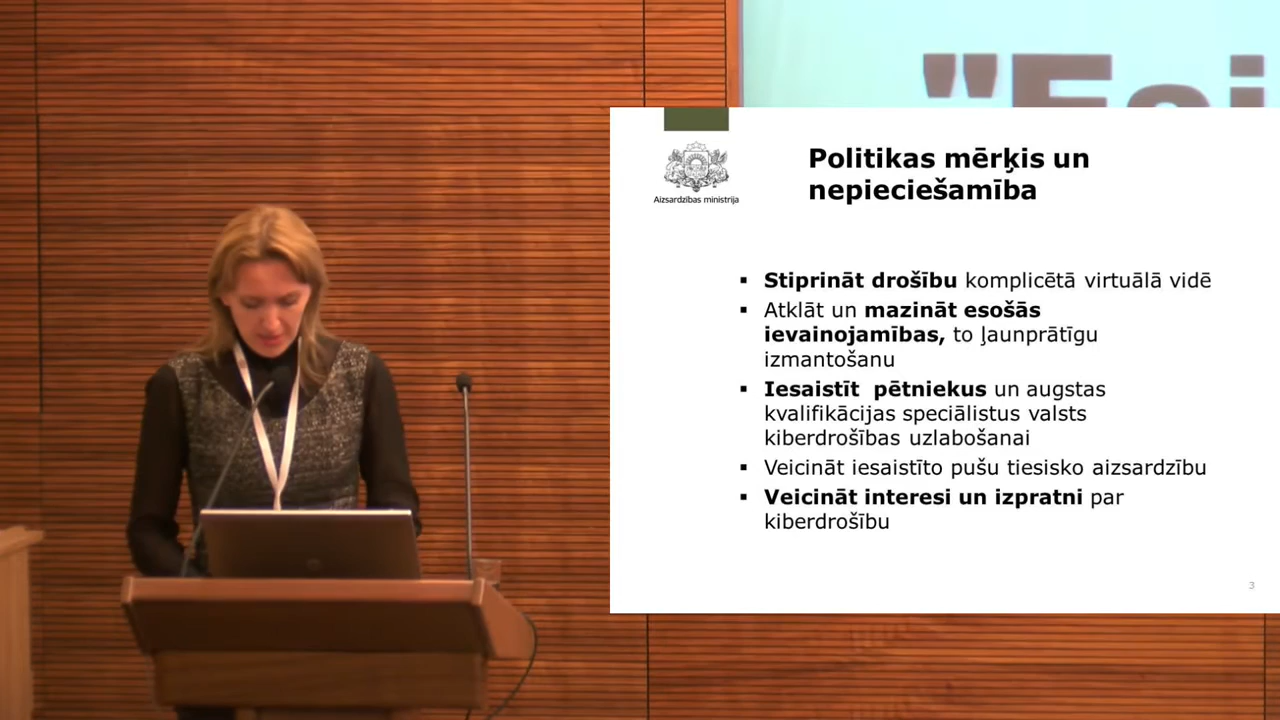 "Esi
Aizsardzības ministrija
Politikas mērķis un
nepieciešamība
▪ Stiprināt drošību komplicētā virtuālā vidē
▪ Atklāt un mazināt esošās
ievainojamības, to ļaunprātīgu
izmantošanu
▪ Iesaistīt pētniekus un augstas
kvalifikācijas speciālistus valsts
kiberdrošības uzlabošanai
▪ Veicināt iesaistīto pušu tiesisko aizsardzību
▪ Veicināt interesi un izpratni par
kiberdrošību
3